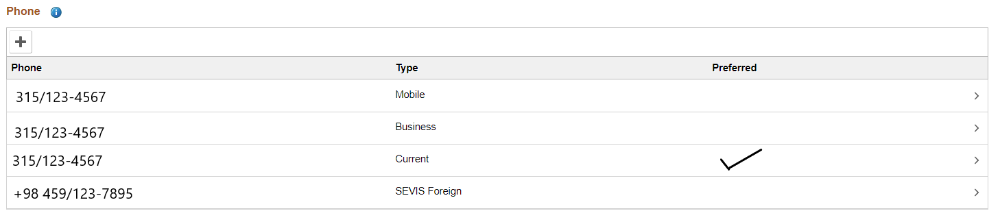 Phone
Phone Type Preferred
315/123-4567 Mobile
315/123-4567 Business
315/123-4567 Current
+98 459/123-7895 SEVIS Foreign